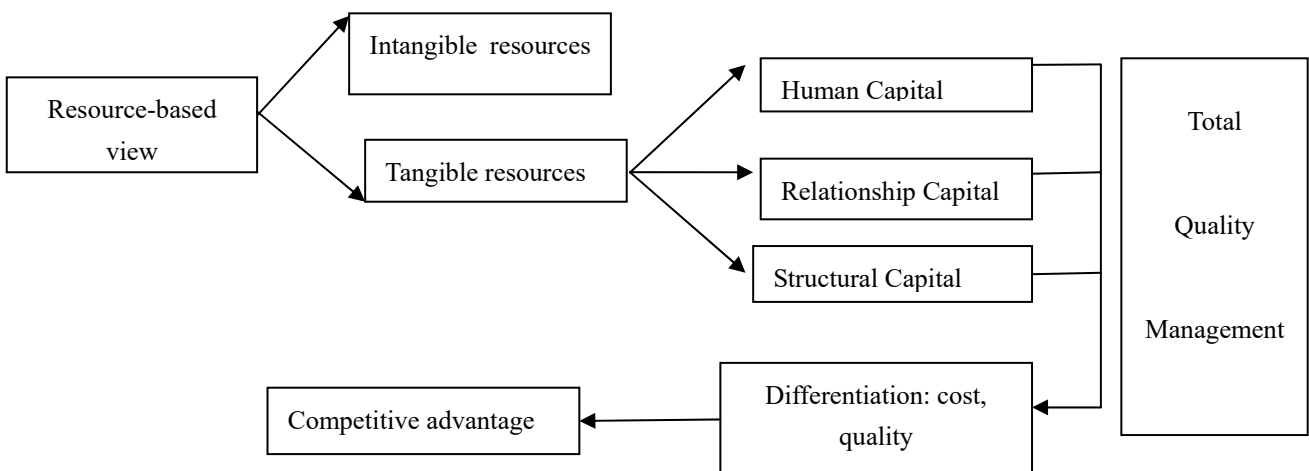 Intangible resources
Resource-based
view
Tangible resources
Human Capital
Relationship Capital
Structural Capital
Total
Quality
Management
Differentiation: cost,
quality
Competitive advantage